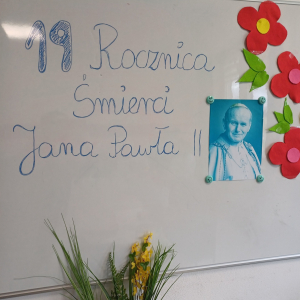 19 Rocznica
Śmierci
Jana Pawła II